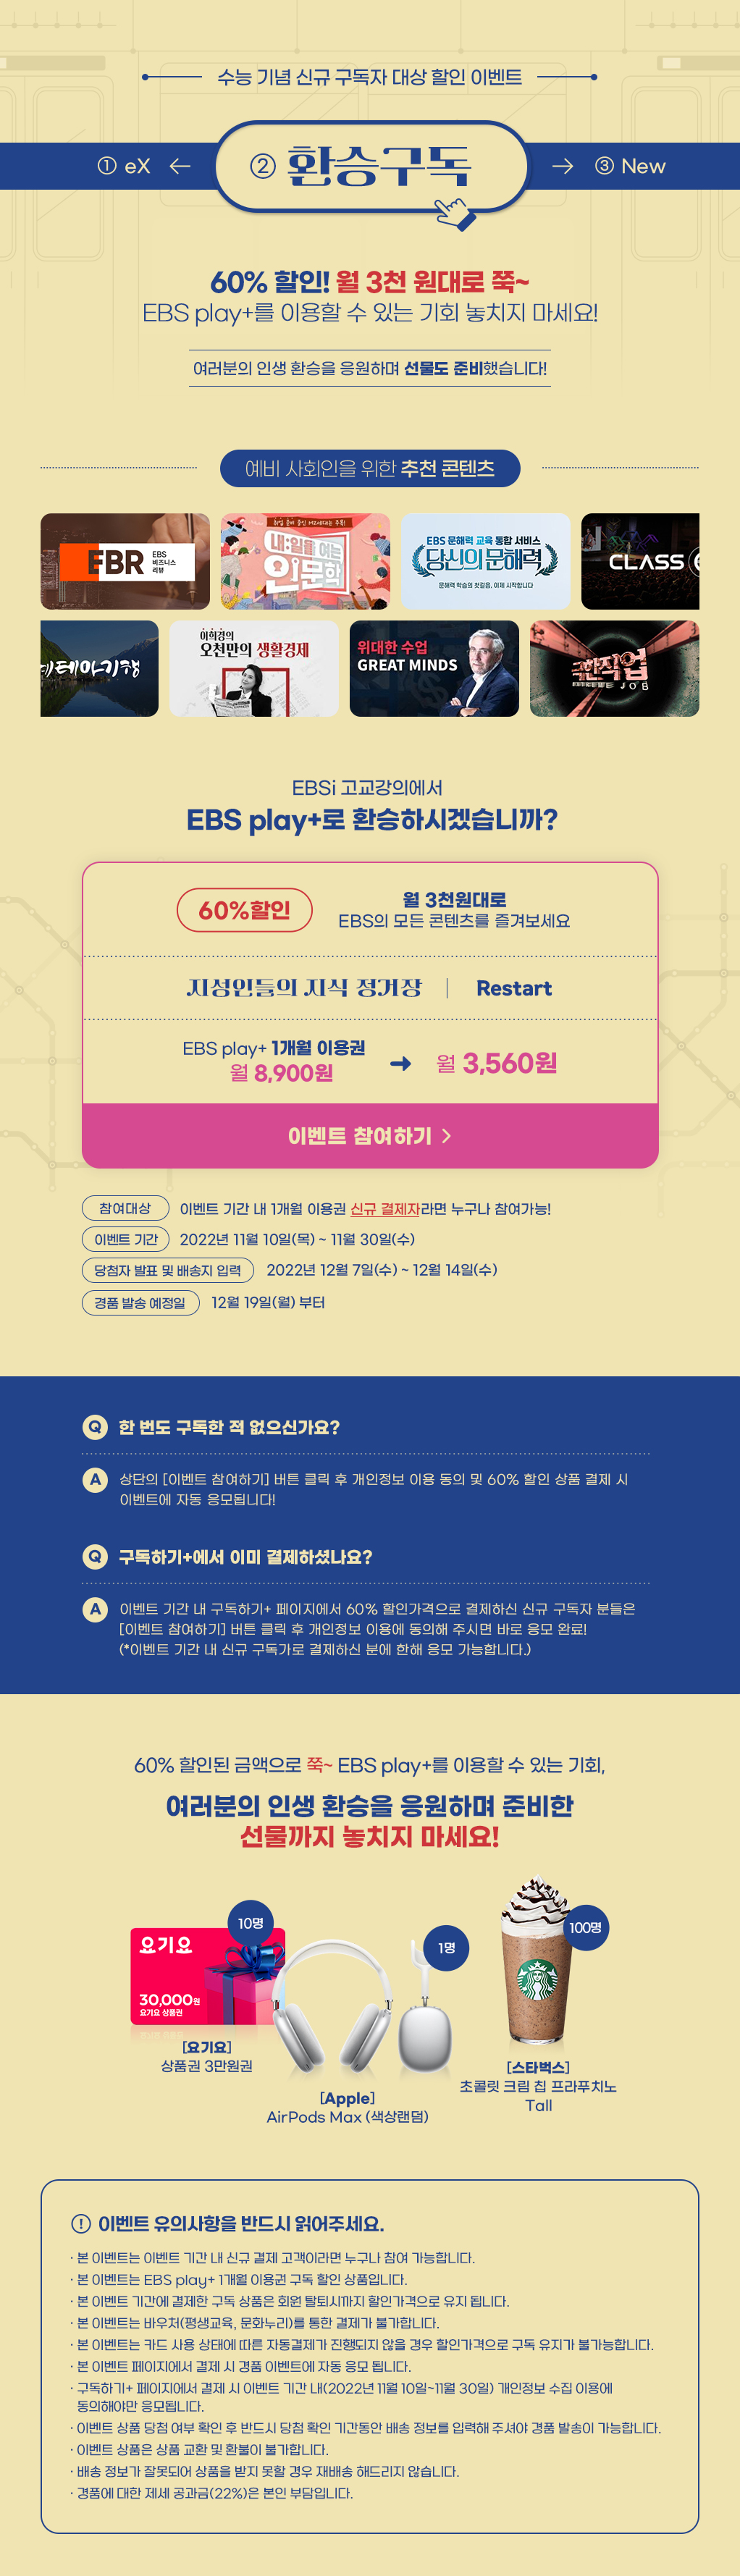 수능 기념 신규 구독자 대상 할인 이벤트
① eX ← ② 환승구독 → ③ New
60% 할인! 월 3천 원대로 쭉~
EBS play+를 이용할 수 있는 기회 놓치지 마세요!
여러분의 인생 환승을 응원하며 선물도 준비했습니다!
예비 사회인을 위한 추천 콘텐츠
EBR EBS 비즈니스 리뷰
취업 준비 중인 MZ세대는 주목!
내:일을 여는 인문학
EBS 문해력 교육 통합 서비스
당신의 문해력
문해력 학습의 첫걸음, 이제 시작합니다
CLASS
테마기행
이희경의
오천만의 생활경제
위대한 수업
GREAT MINDS
극한직업
JOB
EBSi 고교강의에서
EBS play+로 환승하시겠습니까?
60%할인
월 3천원대로
EBS의 모든 콘텐츠를 즐겨보세요
지성인들의 지식 정거장 | Restart
EBS play+ 1개월 이용권
월 8,900원 → 월 3,560원
이벤트 참여하기 >
참여대상 이벤트 기간 내 1개월 이용권 신규 결제자라면 누구나 참여가능!
이벤트 기간 2022년 11월 10일(목) ~ 11월 30일(수)
당첨자 발표 및 배송지 입력 2022년 12월 7일(수) ~ 12월 14일(수)
경품 발송 예정일 12월 19일(월) 부터
Q 한 번도 구독한 적 없으신가요?
A 상단의 [이벤트 참여하기] 버튼 클릭 후 개인정보 이용 동의 및 60% 할인 상품 결제 시
이벤트에 자동 응모됩니다!
Q 구독하기+에서 이미 결제하셨나요?
A 이벤트 기간 내 구독하기+ 페이지에서 60% 할인가격으로 결제하신 신규 구독자 분들은
[이벤트 참여하기] 버튼 클릭 후 개인정보 이용에 동의해 주시면 바로 응모 완료!
(*이벤트 기간 내 신규 구독가로 결제하신 분에 한해 응모 가능합니다.)
60% 할인된 금액으로 쭉~ EBS play+를 이용할 수 있는 기회,
여러분의 인생 환승을 응원하며 준비한
선물까지 놓치지 마세요!
10명
요기요
30,000원
요기요 상품권
[요기요]
상품권 3만원권
1명
[Apple]
AirPods Max (색상랜덤)
100명
[스타벅스]
초콜릿 크림 칩 프라푸치노
Tall
! 이벤트 유의사항을 반드시 읽어주세요.
· 본 이벤트는 이벤트 기간 내 신규 결제 고객이라면 누구나 참여 가능합니다.
· 본 이벤트는 EBS play+ 1개월 이용권 구독 할인 상품입니다.
· 본 이벤트 기간에 결제한 구독 상품은 회원 탈퇴시까지 할인가격으로 유지 됩니다.
· 본 이벤트는 바우처(평생교육, 문화누리)를 통한 결제가 불가합니다.
· 본 이벤트는 카드 사용 상태에 따른 자동결제가 진행되지 않을 경우 할인가격으로 구독 유지가 불가능합니다.
· 본 이벤트 페이지에서 결제 시 경품 이벤트에 자동 응모 됩니다.
· 구독하기+ 페이지에서 결제 시 이벤트 기간 내(2022년 11월 10일~11월 30일) 개인정보 수집 이용에
동의해야만 응모됩니다.
· 이벤트 상품 당첨 여부 확인 후 반드시 당첨 확인 기간동안 배송 정보를 입력해 주셔야 경품 발송이 가능합니다.
· 이벤트 상품은 상품 교환 및 환불이 불가합니다.
· 배송 정보가 잘못되어 상품을 받지 못할 경우 재배송 해드리지 않습니다.
· 경품에 대한 제세 공과금(22%)은 본인 부담입니다.